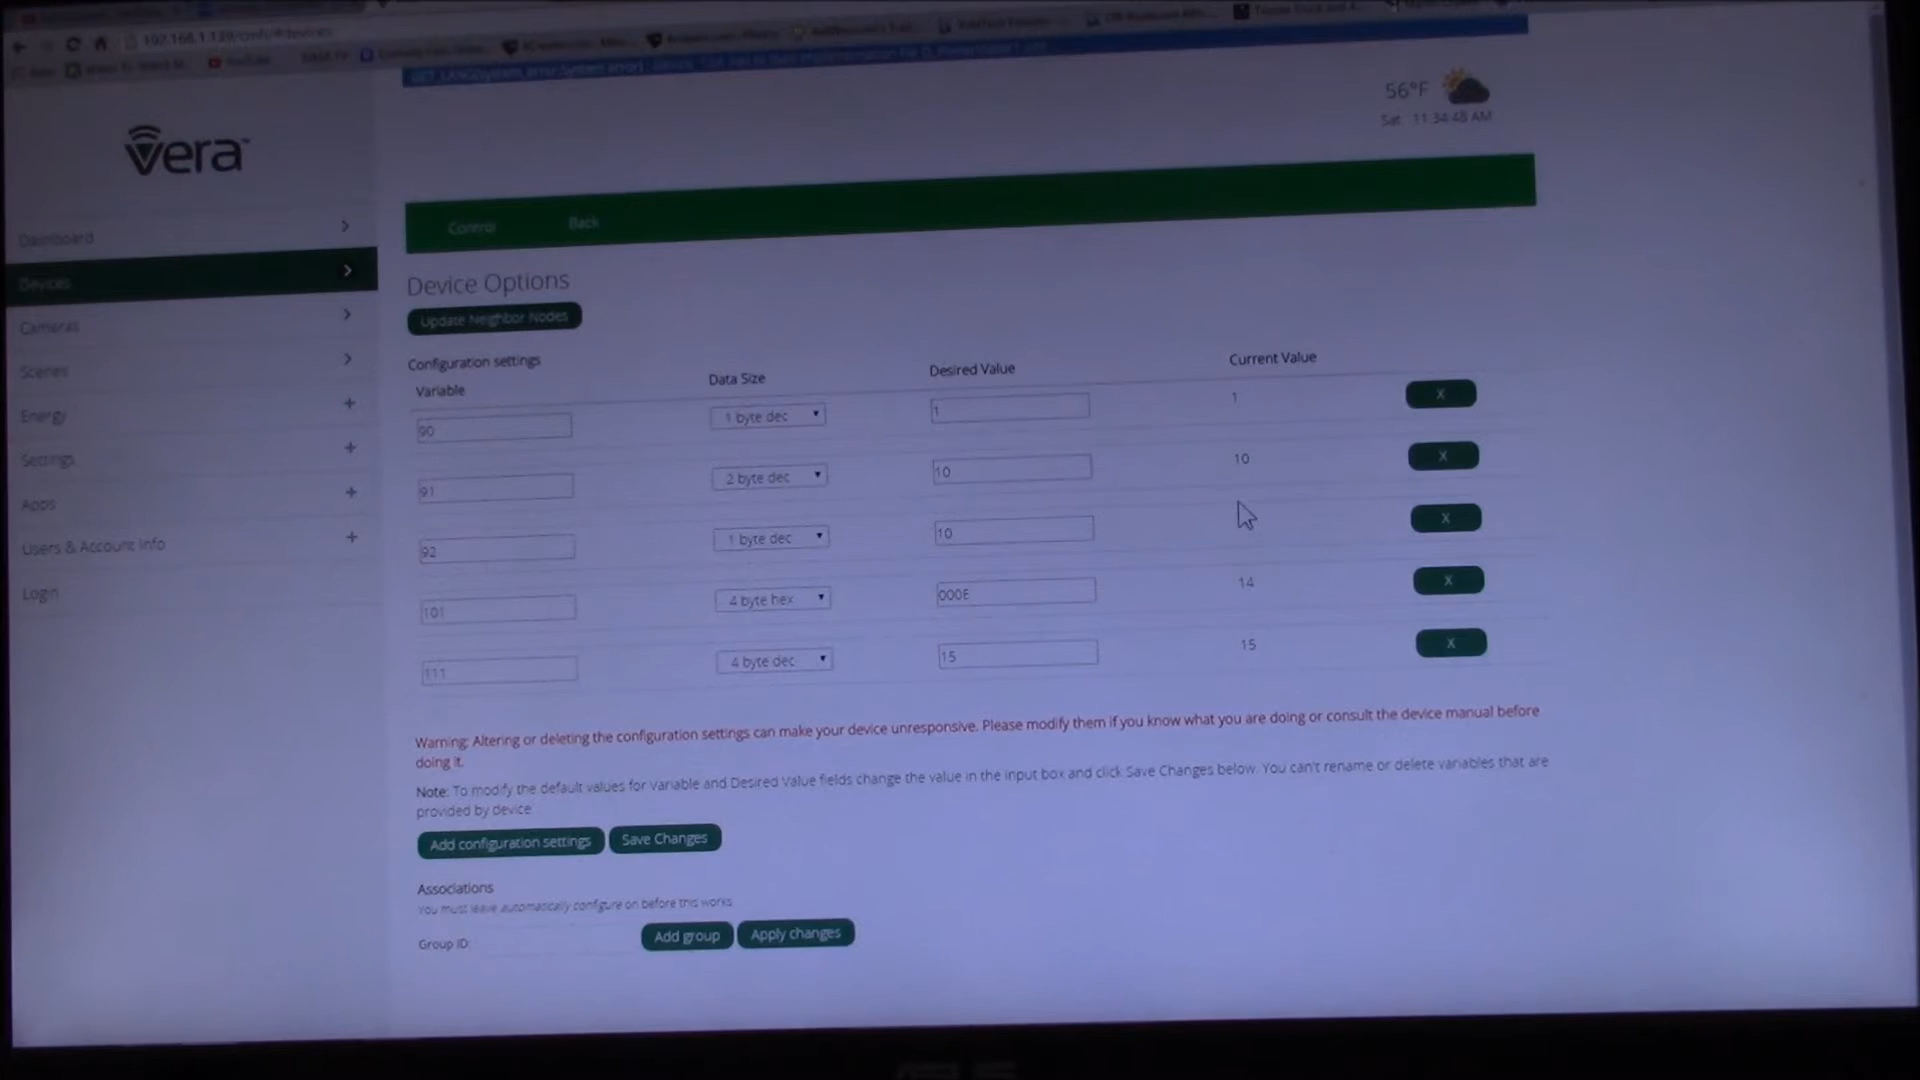 192.168.1.139/cmh/#devices
YouTube
56°F
Sat 11:34:48 AM
vera
Control Back
Dashboard
Devices
Cameras
Scenes
Energy
Settings
Apps
Users & Account Info
Login
Device Options
Update Neighbor Nodes
Configuration settings
Variable Data Size Desired Value Current Value
90 1 byte dec 1 1 X
91 2 byte dec 10 10 X
92 1 byte dec 10 X
101 4 byte hex 000E 14 X
111 4 byte dec 15 15 X
Warning: Altering or deleting the configuration settings can make your device unresponsive. Please modify them if you know what you are doing or consult the device manual before
doing it.
Note: To modify the default values for Variable and Desired Value fields change the value in the input box and click Save Changes below. You can't rename or delete variables that are
provided by device
Add configuration settings Save Changes
Associations
You must leave automatically configure on before this works
Group ID: Add group Apply changes